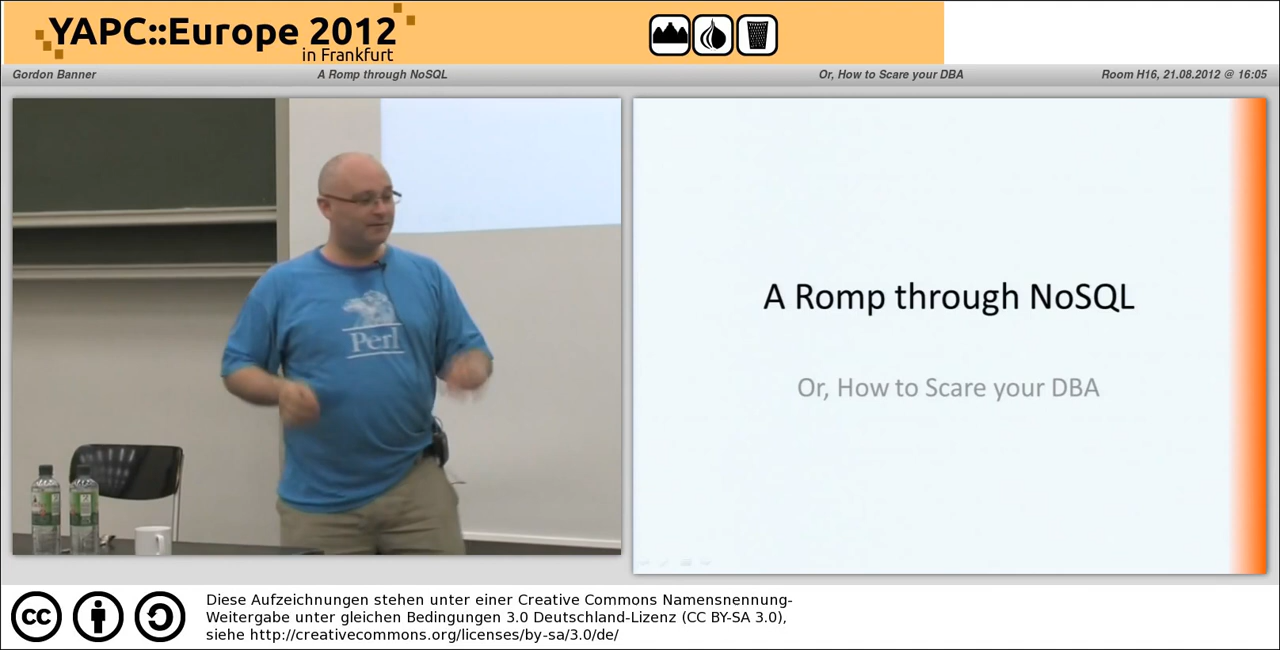 YAPC::Europe 2012
in Frankfurt
Gordon Banner
A Romp through NoSQL
Or, How to Scare your DBA
Room H16, 21.08.2012 @ 16:05
Perl
A Romp through NoSQL
Or, How to Scare your DBA
cc
Diese Aufzeichnungen stehen unter einer Creative Commons Namensnennung-
Weitergabe unter gleichen Bedingungen 3.0 Deutschland-Lizenz (CC BY-SA 3.0),
siehe http://creativecommons.org/licenses/by-sa/3.0/de/